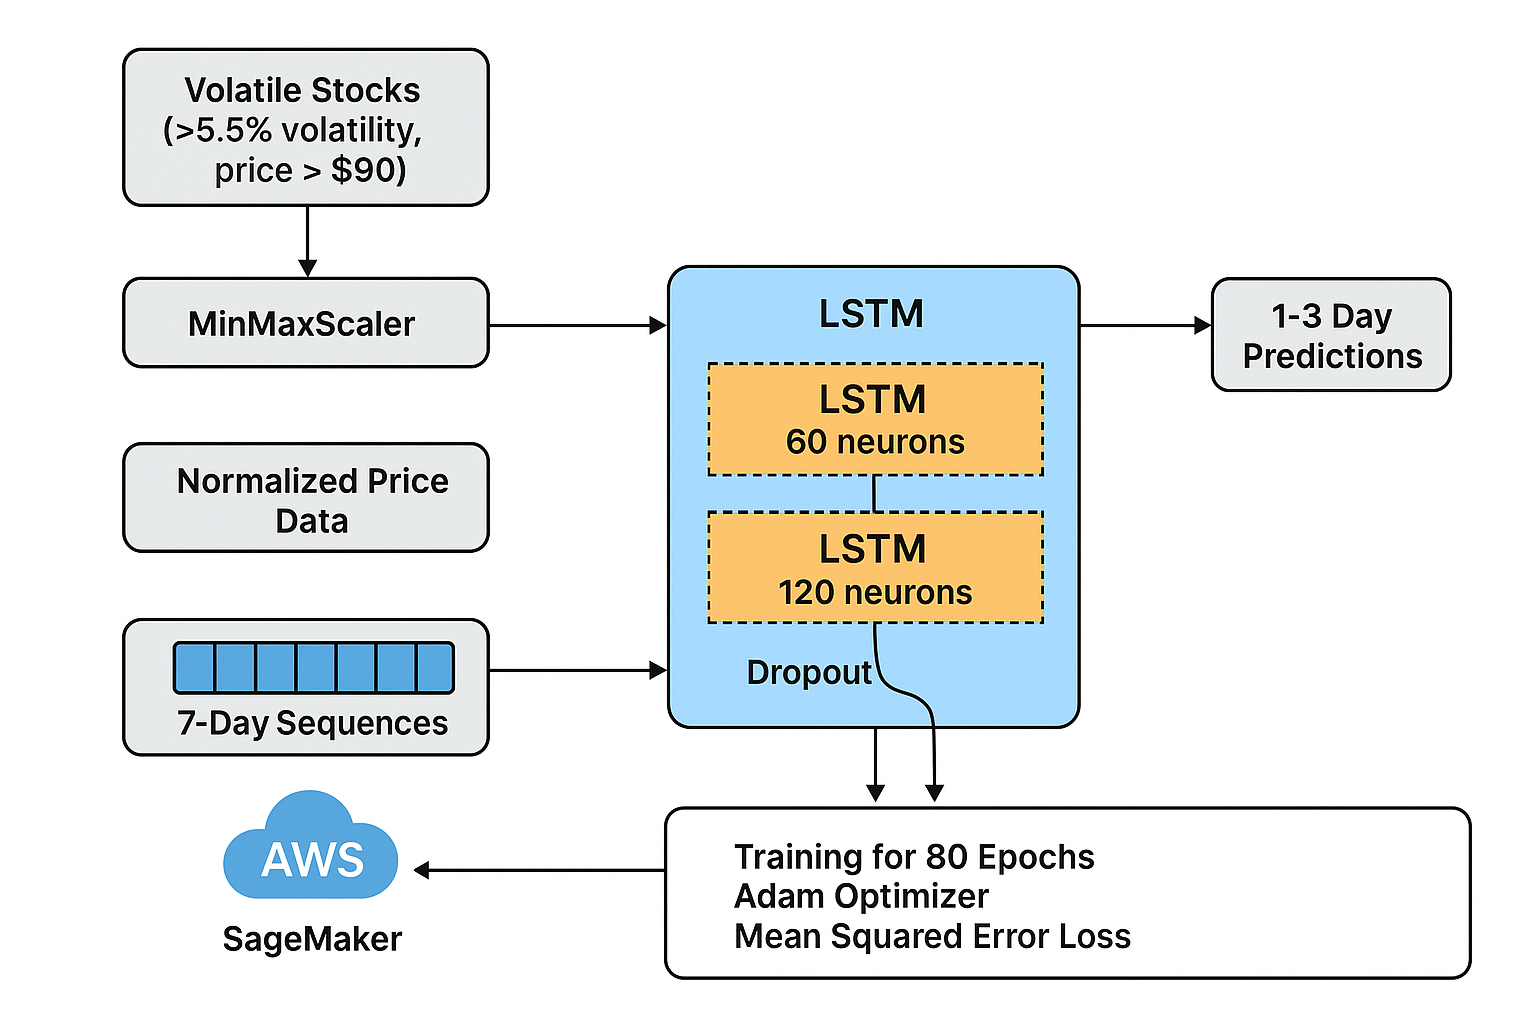 Volatile Stocks
(>5.5% volatility,
price > $90)
MinMaxScaler
Normalized Price
Data
7-Day Sequences
AWS
SageMaker
LSTM
LSTM
60 neurons
LSTM
120 neurons
Dropout
1-3 Day
Predictions
Training for 80 Epochs
Adam Optimizer
Mean Squared Error Loss